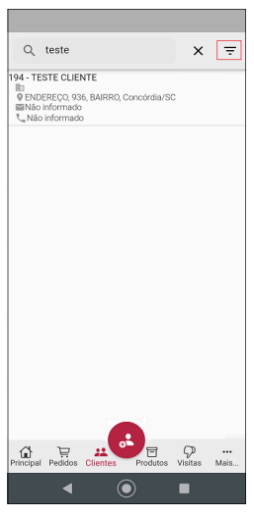 teste
194 - TESTE CLIENTE
ENDEREÇO, 936, BAIRRO, Concórdia/SC
Não informado
Não informado
Principal Pedidos Clientes Produtos Visitas Mais...